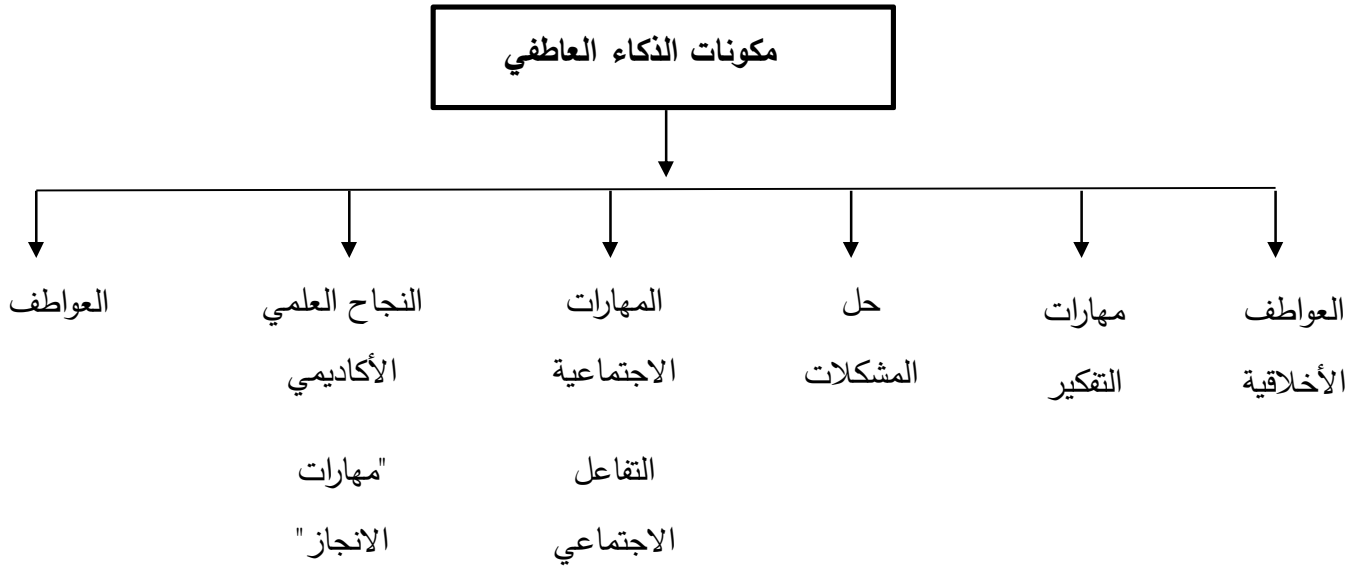 مكونات الذكاء العاطفي
العواطف
الأخلاقية
مهارات
التفكير
حل
المشكلات
المهارات
الاجتماعية
التفاعل
الاجتماعي
النجاح العلمي
الأكاديمي
"مهارات
الانجاز"
العواطف